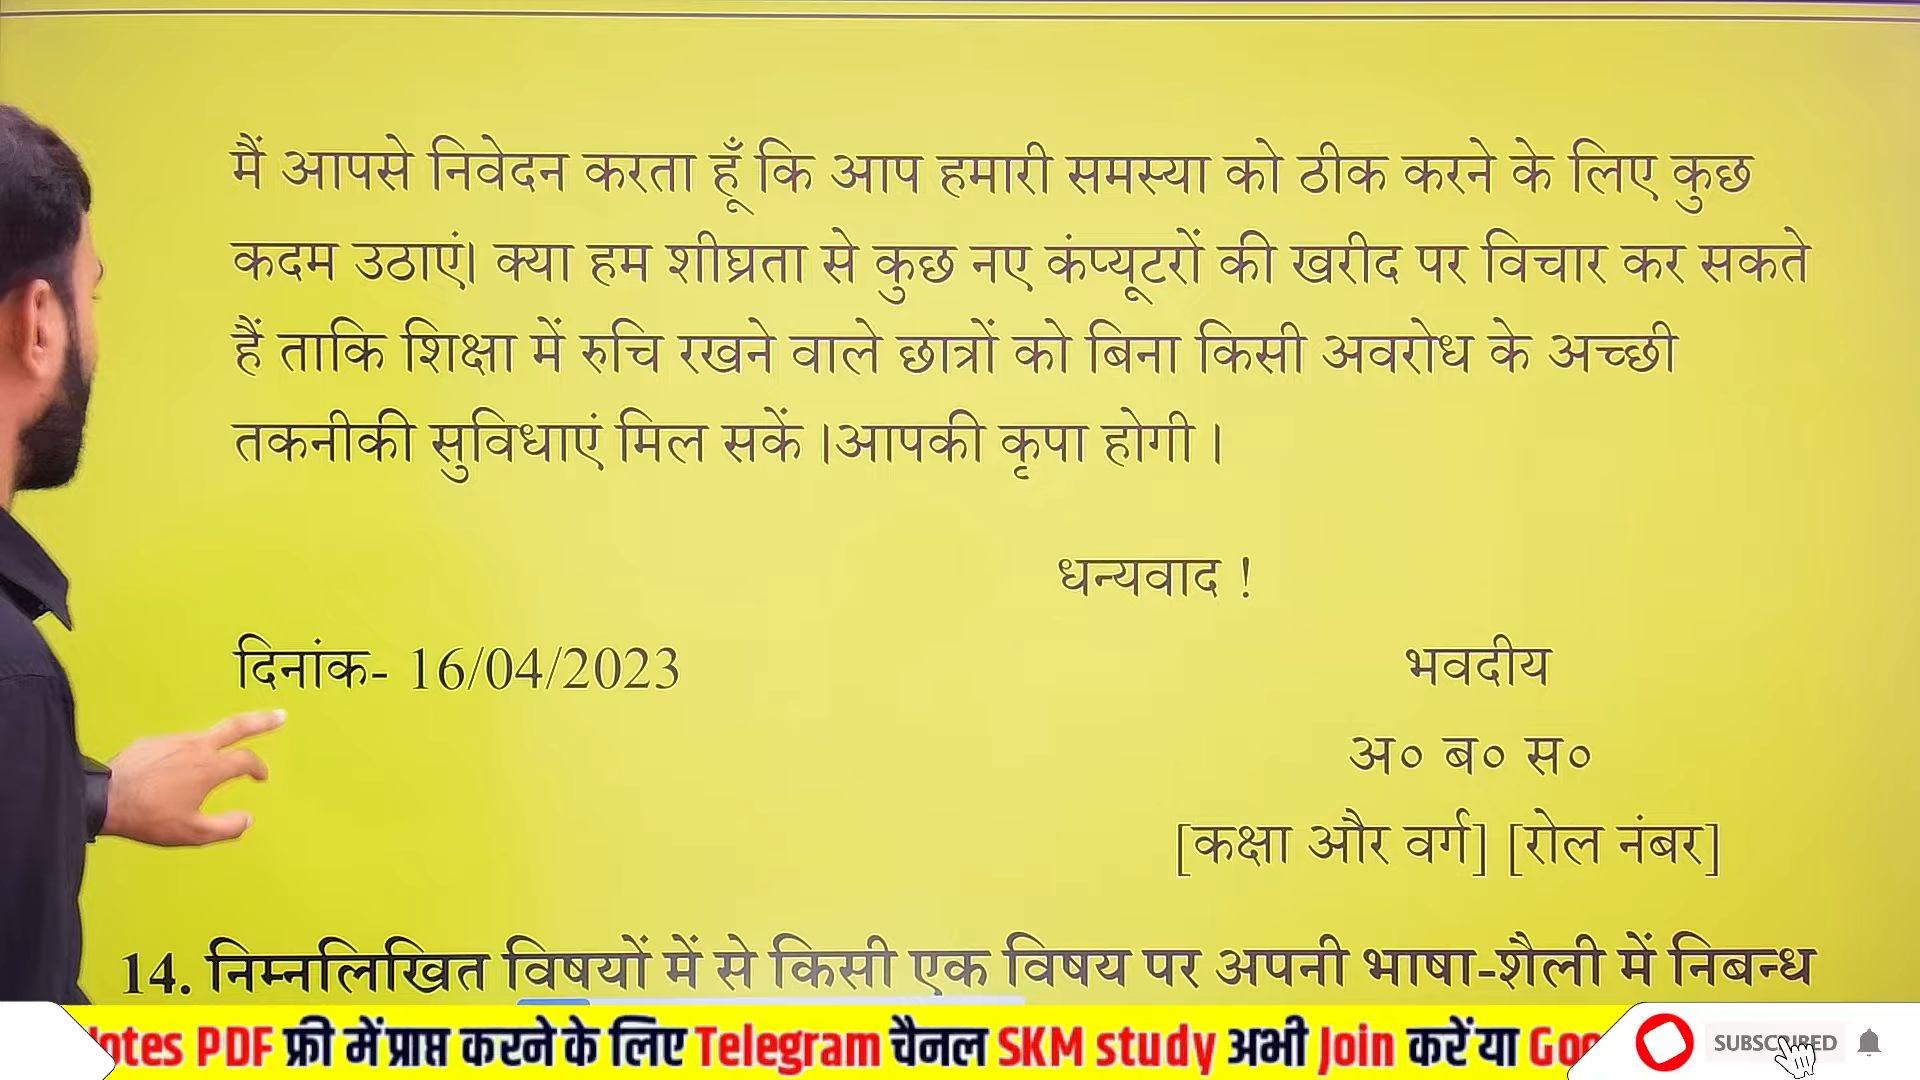 मैं आपसे निवेदन करता हूँ कि आप हमारी समस्या को ठीक करने के लिए कुछ
कदम उठाएं। क्या हम शीघ्रता से कुछ नए कंप्यूटरों की खरीद पर विचार कर सकते
हैं ताकि शिक्षा में रुचि रखने वाले छात्रों को बिना किसी अवरोध के अच्छी
तकनीकी सुविधाएं मिल सकें ।आपकी कृपा होगी ।
धन्यवाद !
दिनांक- 16/04/2023
भवदीय
अ० ब० स०
[कक्षा और वर्ग] [रोल नंबर]
14. निम्नलिखित विषयों में से किसी एक विषय पर अपनी भाषा-शैली में निबन्ध
PDF फ्री में प्राप्त करने के लिए Telegram चैनल SKM study अभी Join करें या
SUBSCRIBED